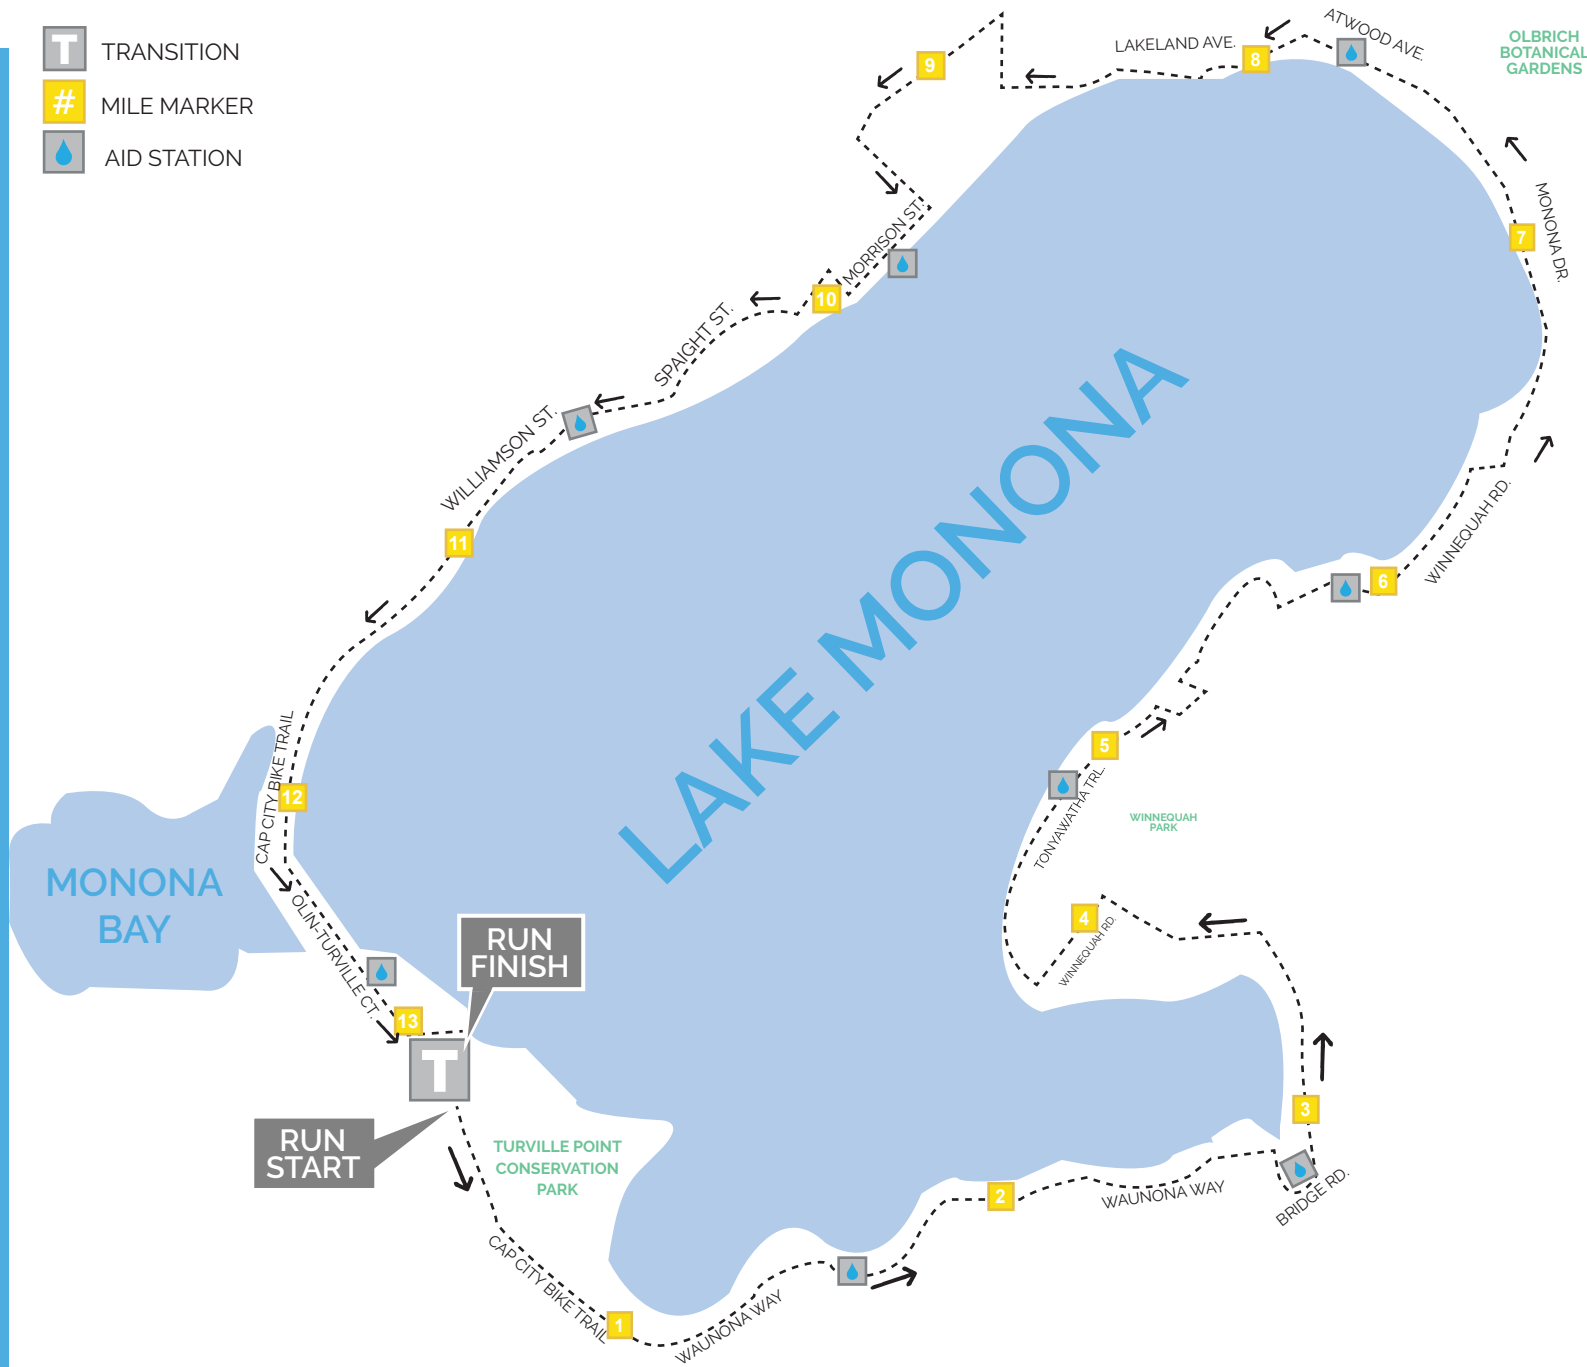 T TRANSITION
# MILE MARKER
AID STATION
ATWOOD AVE.
OLBRICH
BOTANICAL
GARDENS
LAKELAND AVE.
8
9
MONONA DR.
7
MORRISON ST.
10
SPAIGHT ST.
WILLIAMSON ST.
11
LAKE MONONA
WINNEQUAH RD.
6
5
TONYAWATHA TRL.
WINNEQUAH
PARK
4
WINNEQUAH RD.
CAP CITY BIKE TRAIL
12
MONONA
BAY
OLIN-TURVILLE CT.
RUN
FINISH
13
T
RUN
START
TURVILLE POINT
CONSERVATION
PARK
3
BRIDGE RD.
WAUNONA WAY
2
CAP CITY BIKE TRAIL
1
WAUNONA WAY